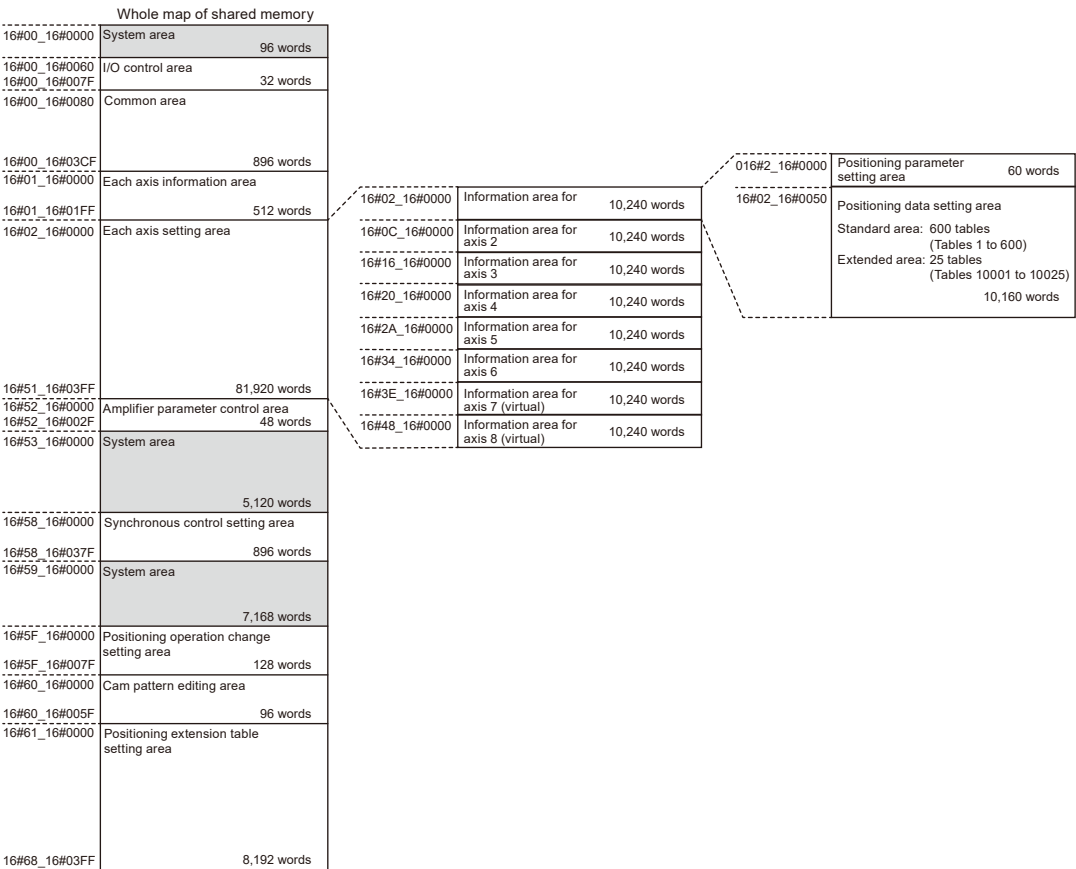 Whole map of shared memory
16#00_16#0000 System area
96 words
16#00_16#0060 I/O control area
16#00_16#007F 32 words
16#00_16#0080 Common area
16#00_16#03CF 896 words
16#01_16#0000 Each axis information area
16#01_16#01FF 512 words
16#02_16#0000 Each axis setting area
16#51_16#03FF 81,920 words
16#52_16#0000 Amplifier parameter control area
16#52_16#002F 48 words
16#53_16#0000 System area
5,120 words
16#58_16#0000 Synchronous control setting area
16#58_16#037F 896 words
16#59_16#0000 System area
7,168 words
16#5F_16#0000 Positioning operation change
setting area
16#5F_16#007F 128 words
16#60_16#0000 Cam pattern editing area
16#60_16#005F 96 words
16#61_16#0000 Positioning extension table
setting area
16#68_16#03FF 8,192 words
16#02_16#0000 Information area for
10,240 words
16#0C_16#0000 Information area for
axis 2 10,240 words
16#16_16#0000 Information area for
axis 3 10,240 words
16#20_16#0000 Information area for
axis 4 10,240 words
16#2A_16#0000 Information area for
axis 5 10,240 words
16#34_16#0000 Information area for
axis 6 10,240 words
16#3E_16#0000 Information area for
axis 7 (virtual) 10,240 words
16#48_16#0000 Information area for
axis 8 (virtual) 10,240 words
016#2_16#0000 Positioning parameter
setting area 60 words
16#02_16#0050 Positioning data setting area
Standard area: 600 tables
(Tables 1 to 600)
Extended area: 25 tables
(Tables 10001 to 10025)
10,160 words